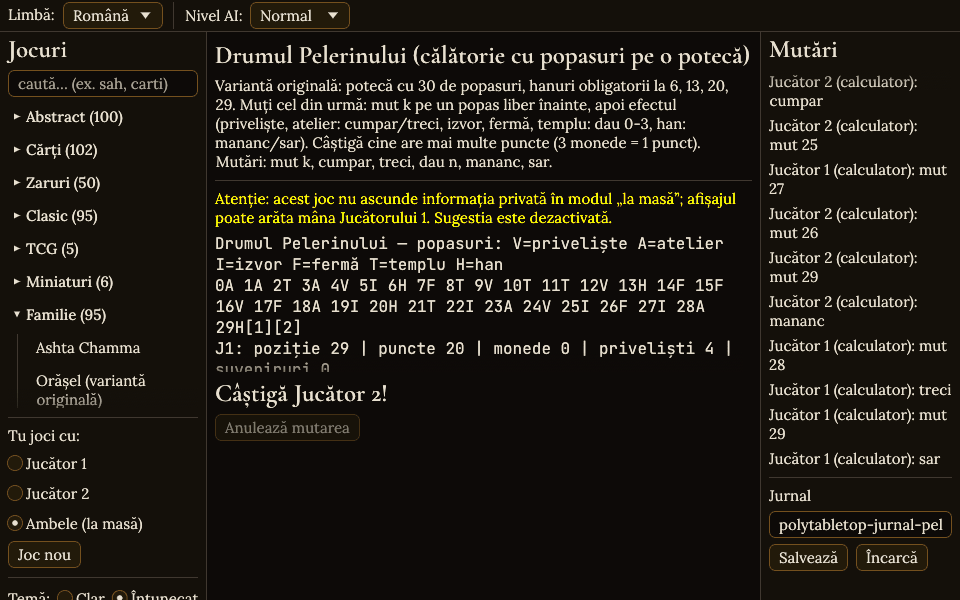 Limbă: Română ▼ Nivel AI: Normal ▼
Jocuri
caută... (ex. sah, carti)
▸ Abstract (100)
▸ Cărți (102)
▸ Zaruri (50)
▸ Clasic (95)
▸ TCG (5)
▸ Miniaturi (6)
▾ Familie (95)
Ashta Chamma
Orășel (variantă
originală)
Tu joci cu:
Jucător 1
Jucător 2
Ambele (la masă)
Joc nou
Temă: Clar Întunecat
Drumul Pelerinului (călătorie cu popasuri pe o potecă)
Variantă originală: potecă cu 30 de popasuri, hanuri obligatorii la 6, 13, 20,
29. Muți cel din urmă: mut k pe un popas liber înainte, apoi efectul
(priveliște, atelier: cumpar/treci, izvor, fermă, templu: dau 0-3, han:
mananc/sar). Câștigă cine are mai multe puncte (3 monede = 1 punct).
Mutări: mut k, cumpar, treci, dau n, mananc, sar.
Atenție: acest joc nu ascunde informația privată în modul „la masă”; afișajul
poate arăta mâna Jucătorului 1. Sugestia este dezactivată.
Drumul Pelerinului — popasuri: V=priveliște A=atelier
I=izvor F=fermă T=templu H=han
0A 1A 2T 3A 4V 5I 6H 7F 8T 9V 10T 11T 12V 13H 14F 15F
16V 17F 18A 19I 20H 21T 22I 23A 24V 25I 26F 27I 28A
29H[1][2]
J1: poziție 29 | puncte 20 | monede 0 | priveliști 4 |
suveniruri 0
Câștigă Jucător 2!
Anulează mutarea
Mutări
Jucător 2 (calculator):
cumpar
Jucător 2 (calculator):
mut 25
Jucător 1 (calculator): mut
27
Jucător 2 (calculator):
mut 26
Jucător 2 (calculator):
mut 29
Jucător 2 (calculator):
mananc
Jucător 1 (calculator): mut
28
Jucător 1 (calculator): treci
Jucător 1 (calculator): mut
29
Jucător 1 (calculator): sar
Jurnal
polytabletop-jurnal-pel
Salvează Încarcă